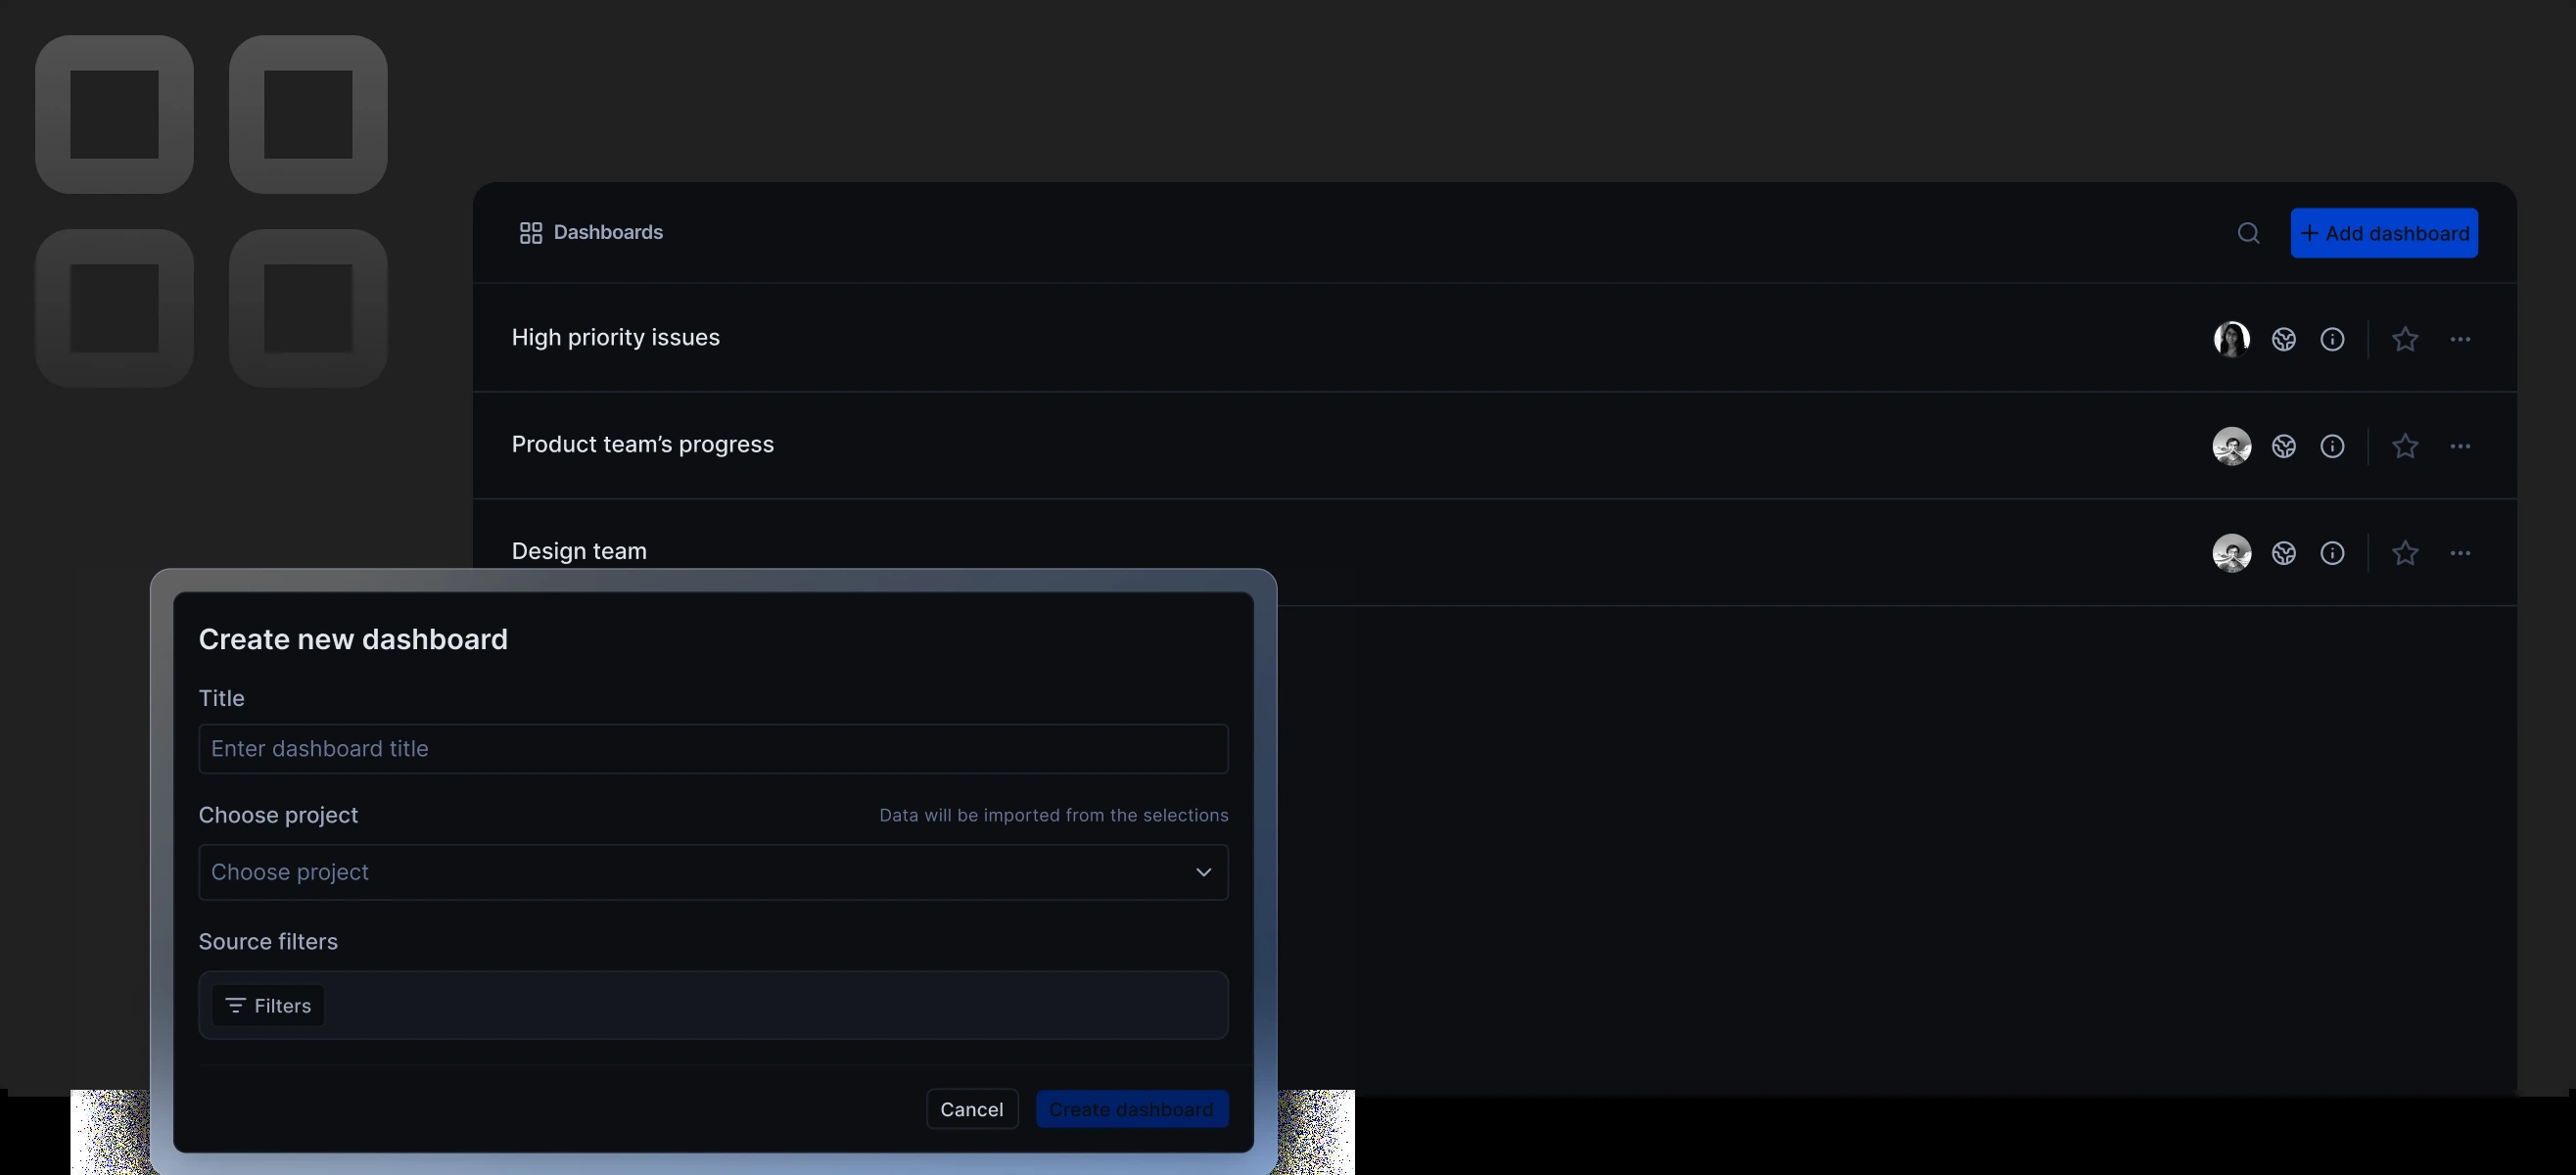 Dashboards
+ Add dashboard
High priority issues
Product team’s progress
Design team
Create new dashboard
Title
Enter dashboard title
Choose project
Data will be imported from the selections
Choose project
Source filters
Filters
Cancel
Create dashboard